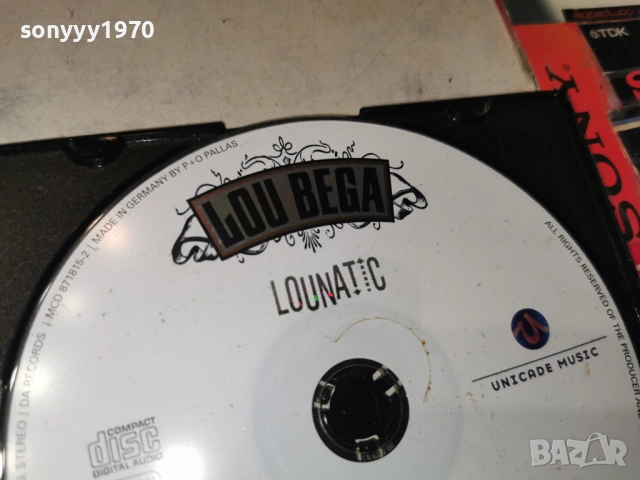 sonyyy1970
TDK
SONY
LOU BEGA
LOUNATIC
UNICADE MUSIC
COMPACT
disc
DIGITAL AUDIO
STEREO | DA RECORDS | MCD 871815-2 | MADE IN GERMANY BY P+O PALLAS
ALL RIGHTS RESERVED OF THE PRODUCER AND
BAZAR